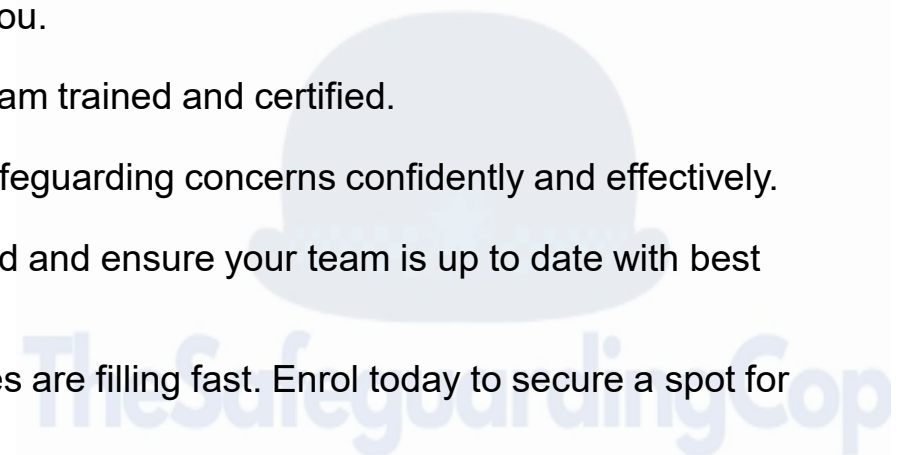 ou.
am trained and certified.
feguarding concerns confidently and effectively.
d and ensure your team is up to date with best
es are filling fast. Enrol today to secure a spot for
TheSafeguardingCop